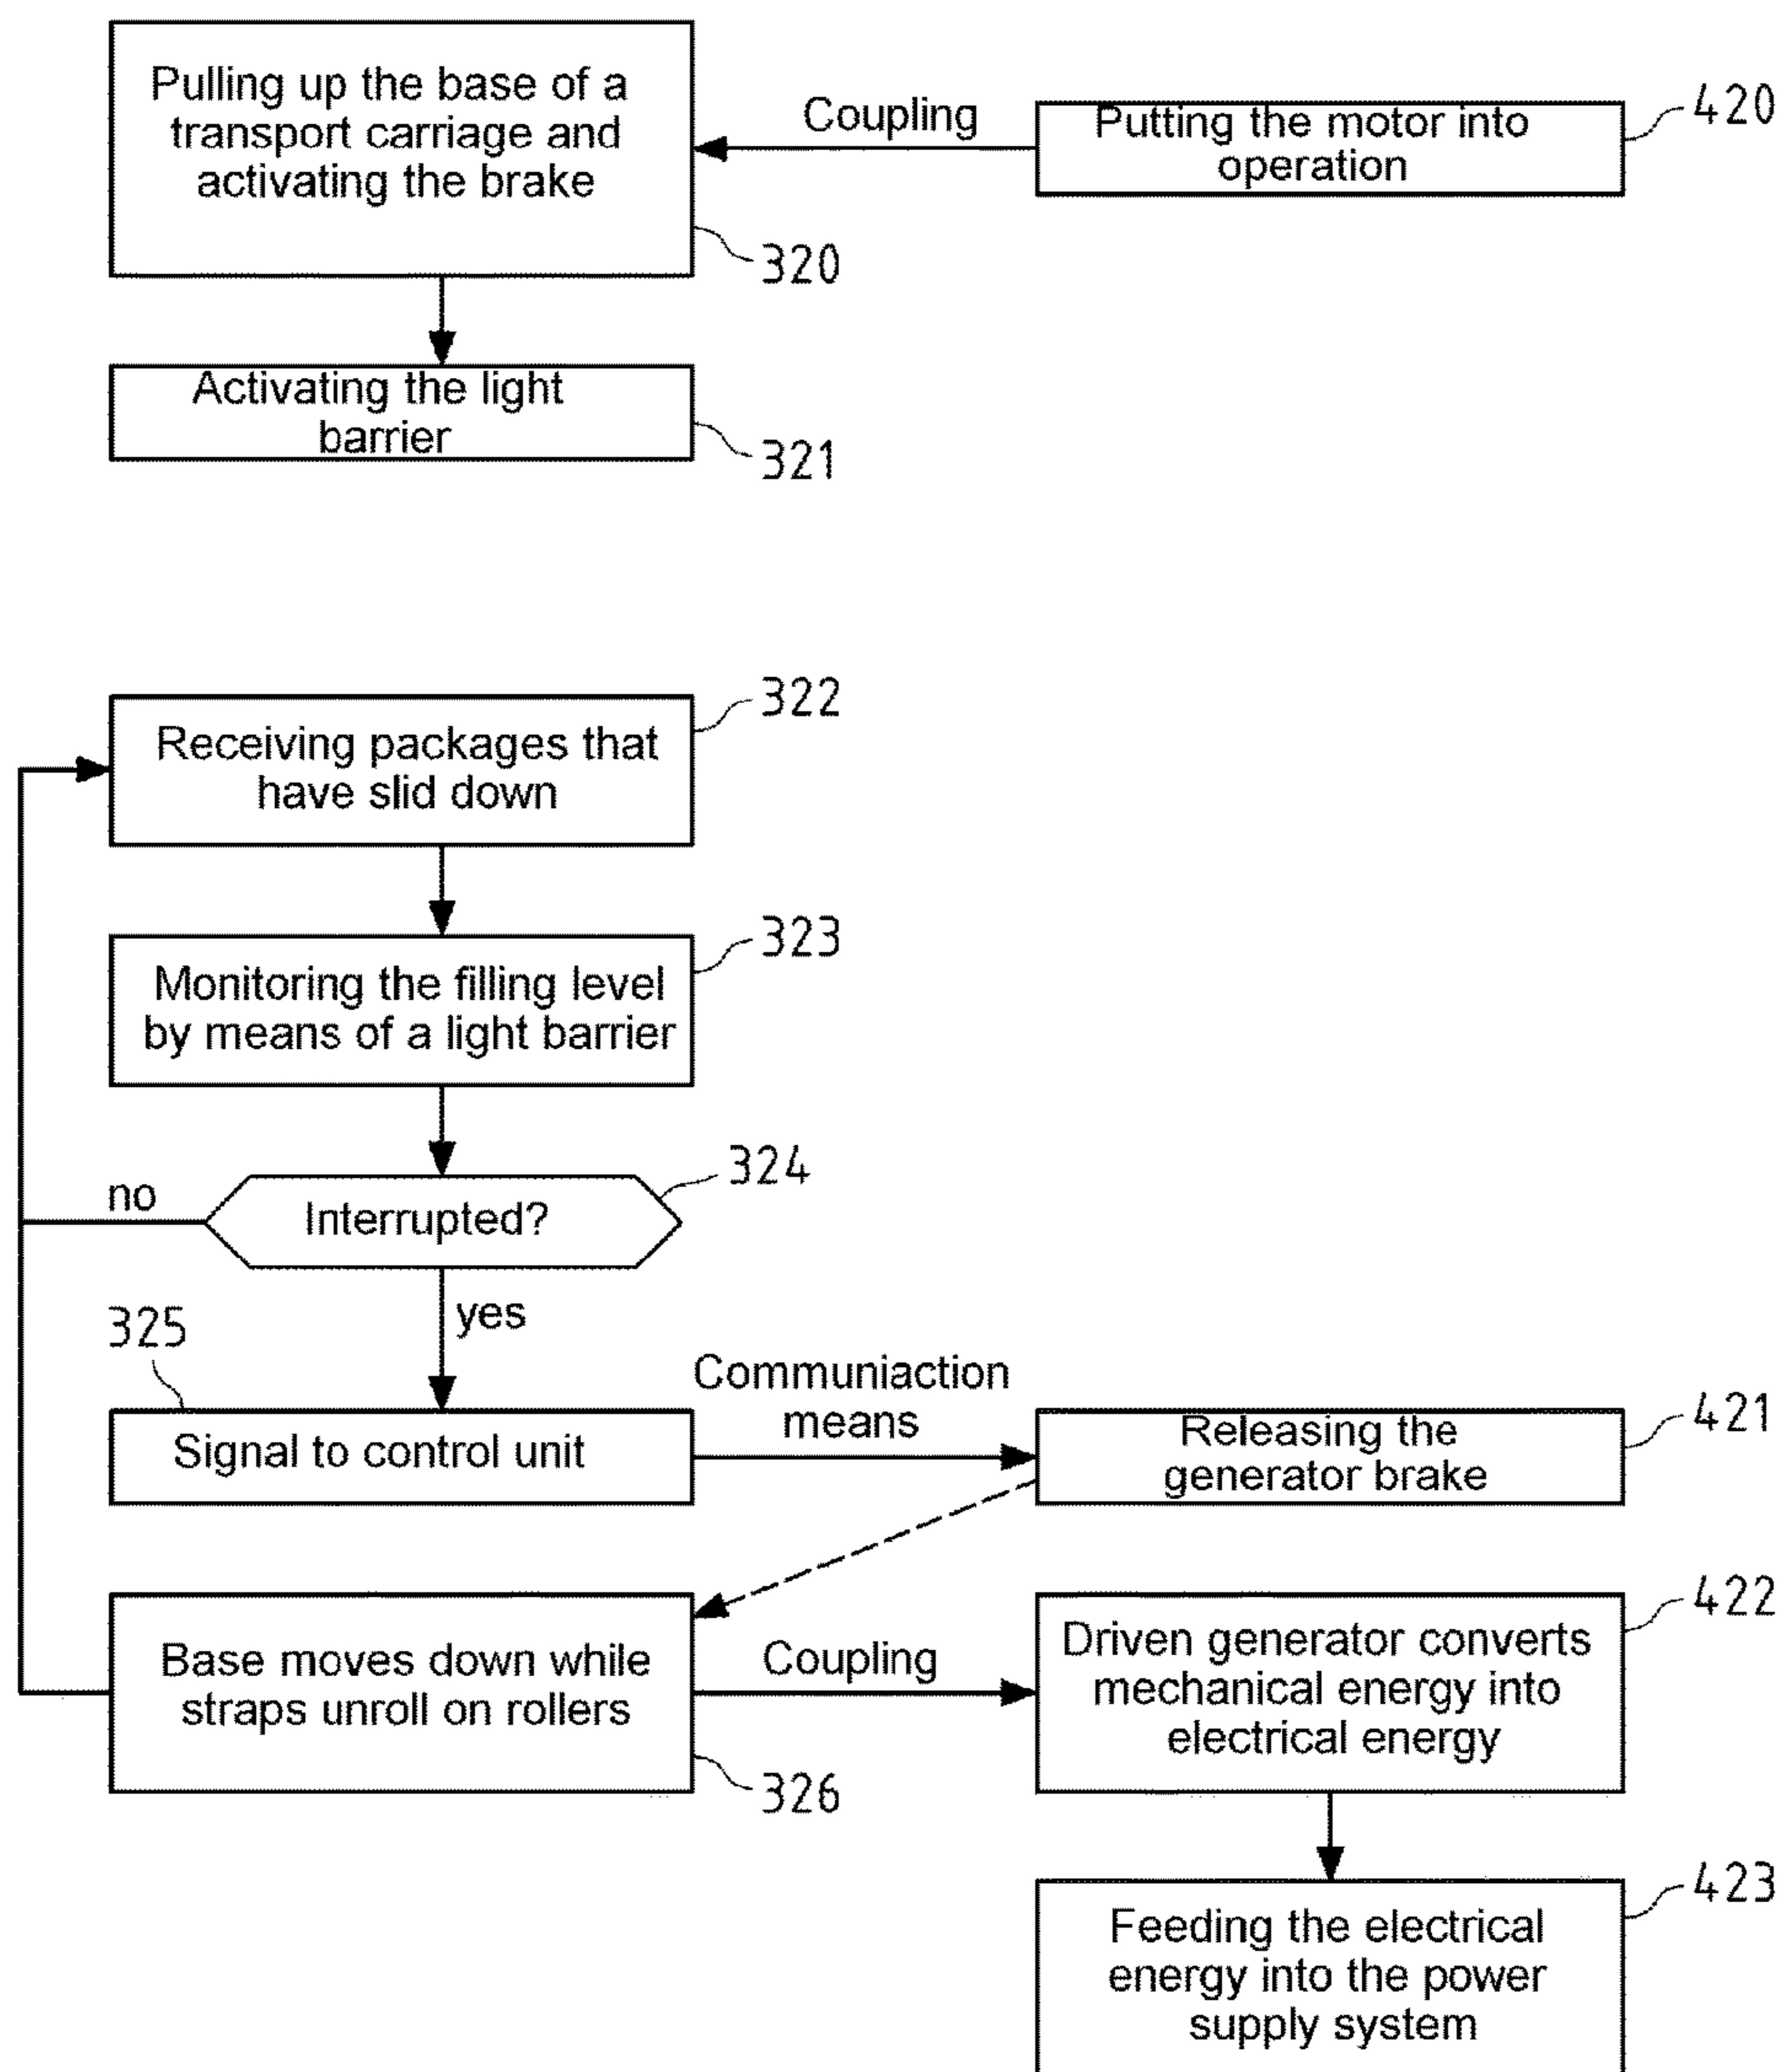 Pulling up the base of a
transport carriage and
activating the brake
320
Coupling
Putting the motor into
operation
420
Activating the light
barrier
321
322
Receiving packages that
have slid down
323
Monitoring the filling level
by means of a light barrier
324
Interrupted?
no
yes
325
Signal to control unit
Communiaction
means
Releasing the
generator brake
421
Base moves down while
straps unroll on rollers
326
Coupling
Driven generator converts
mechanical energy into
electrical energy
422
Feeding the electrical
energy into the power
supply system
423